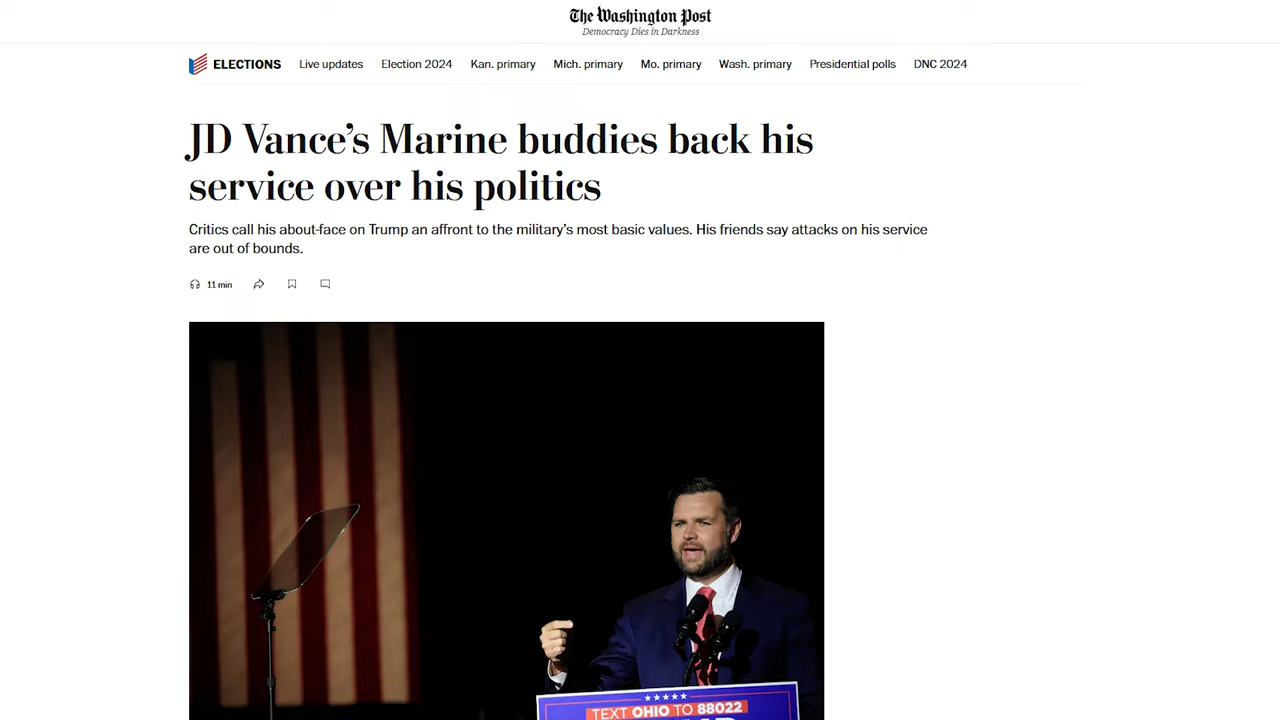 The Washington Post
Democracy Dies in Darkness
ELECTIONS Live updates Election 2024 Kan. primary Mich. primary Mo. primary Wash. primary Presidential polls DNC 2024
JD Vance’s Marine buddies back his
service over his politics
Critics call his about-face on Trump an affront to the military’s most basic values. His friends say attacks on his service
are out of bounds.
11 min
TEXT OHIO TO 88022